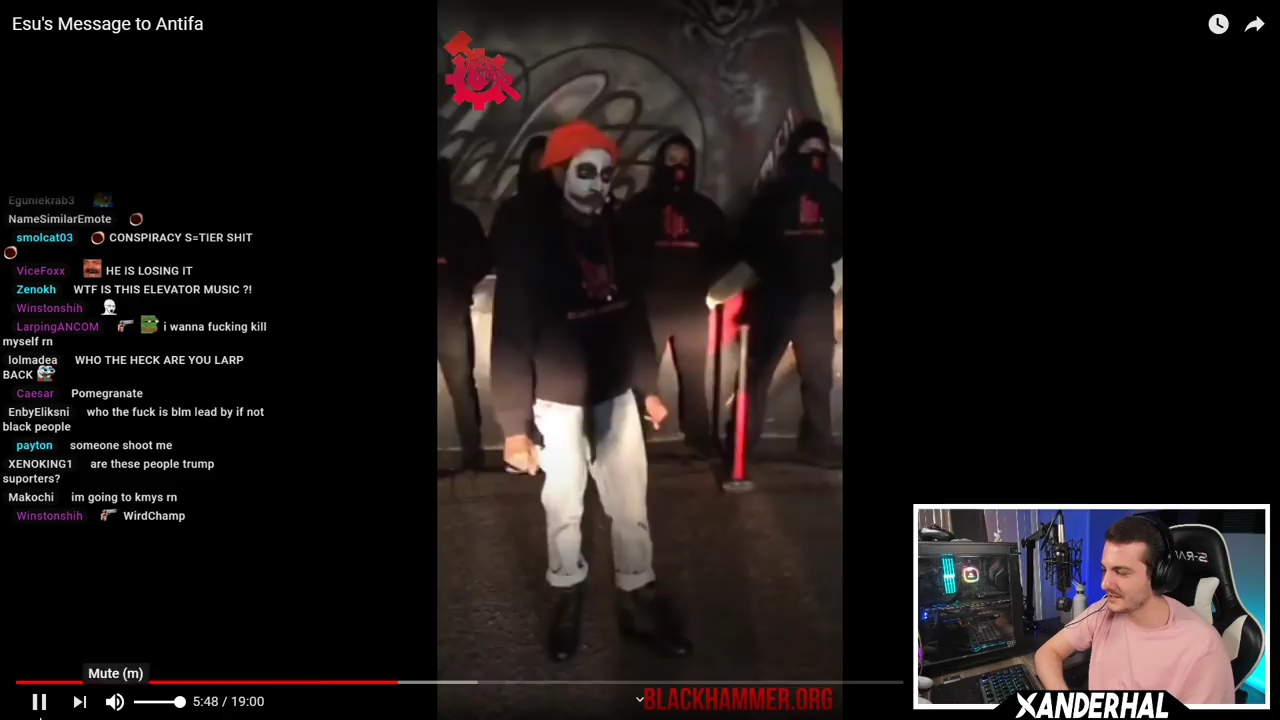 Esu's Message to Antifa
Eguniekrab3
NameSimilarEmote
smolcat03 CONSPIRACY S=TIER SHIT
ViceFoxx HE IS LOSING IT
Zenokh WTF IS THIS ELEVATOR MUSIC ?!
Winstonshih
LarpingANCOM i wanna fucking kill
myself rn
lolmadea WHO THE HECK ARE YOU LARP
BACK
Caesar Pomegranate
EnbyEliksni who the fuck is blm lead by if not
black people
payton someone shoot me
XENOKING1 are these people trump
suporters?
Makochi im going to kmys rn
Winstonshih WirdChamp
Mute (m)
5:48 / 19:00
BLACKHAMMER.ORG
XANDERHAL